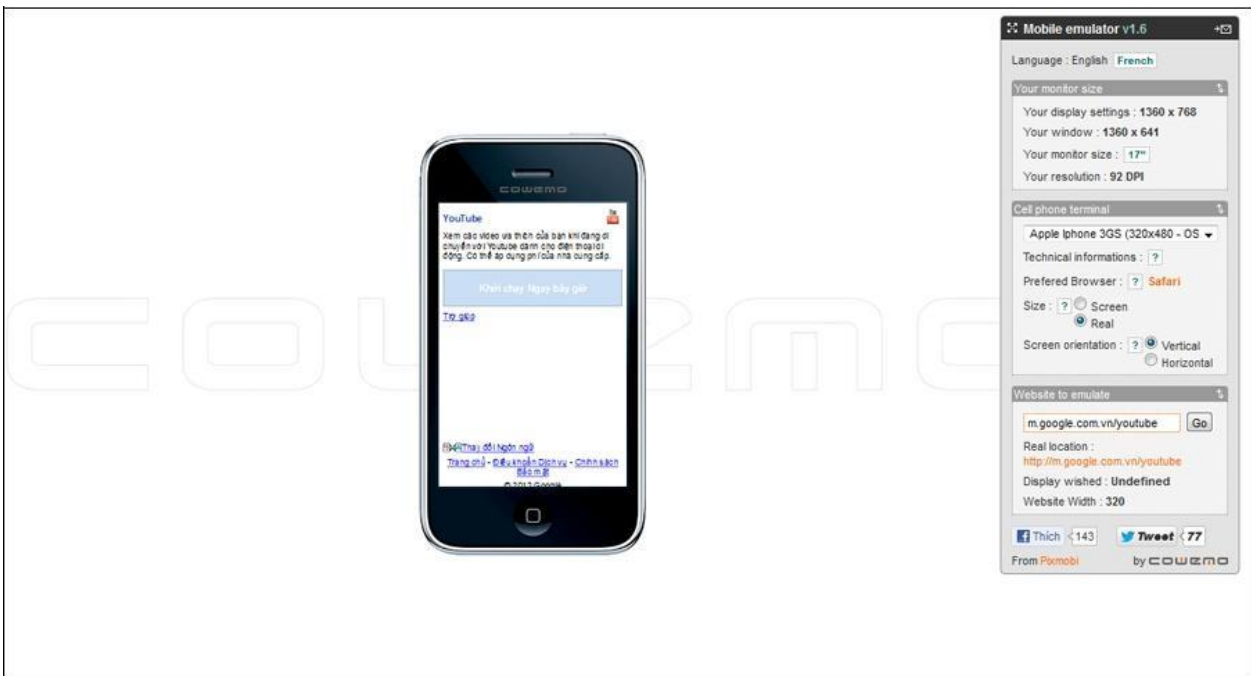 cowemo
YouTube
Xem các video ưa thích của bạn khi đang di
chuyển với Youtube dành cho điện thoại di
động. Có thể áp dụng phí của nhà cung cấp.
Khởi chạy Ngay bây giờ
Trợ giúp
Thay đổi Ngôn ngữ
Trang chủ - Điều khoản Dịch vụ - Chính sách
Bảo mật
© 2012 Google
COWEMO
Mobile emulator v1.6
Language : English French
Your monitor size
Your display settings : 1360 x 768
Your window : 1360 x 641
Your monitor size : 17"
Your resolution : 92 DPI
Cell phone terminal
Apple Iphone 3GS (320x480 - OS
Technical informations : ?
Prefered Browser : ? Safari
Size : ? Screen
Real
Screen orientation : ? Vertical
Horizontal
Website to emulate
m.google.com.vn/youtube Go
Real location :
http://m.google.com.vn/youtube
Display wished : Undefined
Website Width : 320
Thích 143 Tweet 77
From Pixmobi by COWEMO